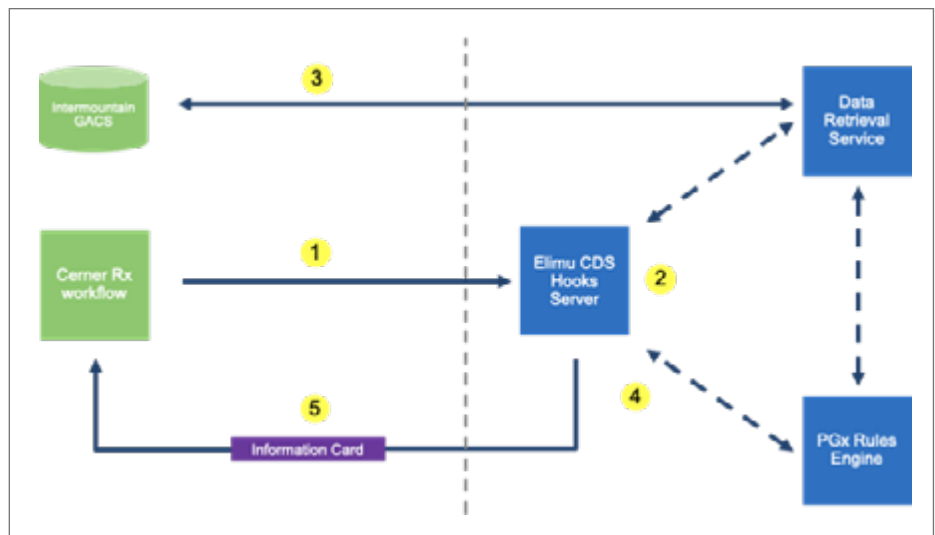 3
Intermountain
GACS
Data
Retrieval
Service
1
Cerner Rx
workflow
Elimu CDS
Hooks
Server
2
4
5
Information Card
PGx Rules
Engine